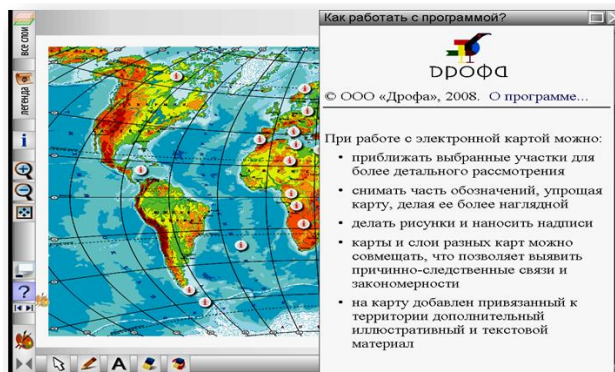 все слои
легенда
Как работать с программой?
дрофа
© ООО «Дрофа», 2008. О программе...
При работе с электронной картой можно:
• приближать выбранные участки для
более детального рассмотрения
• снимать часть обозначений, упрощая
карту, делая ее более наглядной
• делать рисунки и наносить надписи
• карты и слои разных карт можно
совмещать, что позволяет выявить
причинно-следственные связи и
закономерности
• на карту добавлен привязанный к
территории дополнительный
иллюстративный и текстовой
материал